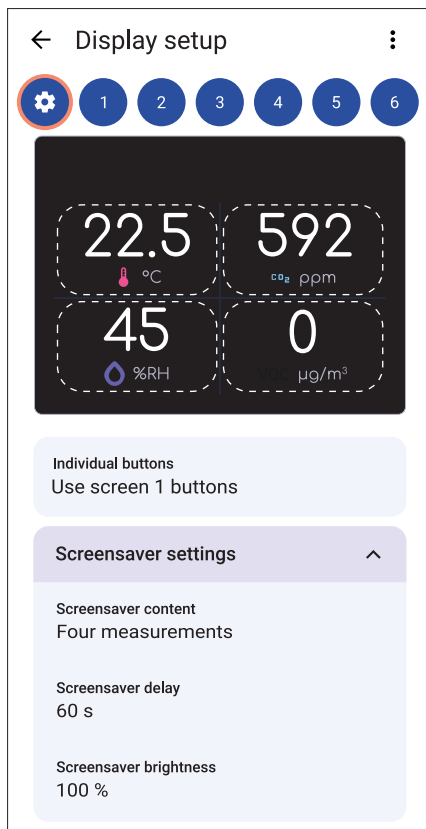 Display setup
1 2 3 4 5 6
22.5
°C
592
CO₂ ppm
45
%RH
0
VOC µg/m³
Individual buttons
Use screen 1 buttons
Screensaver settings
Screensaver content
Four measurements
Screensaver delay
60 s
Screensaver brightness
100 %